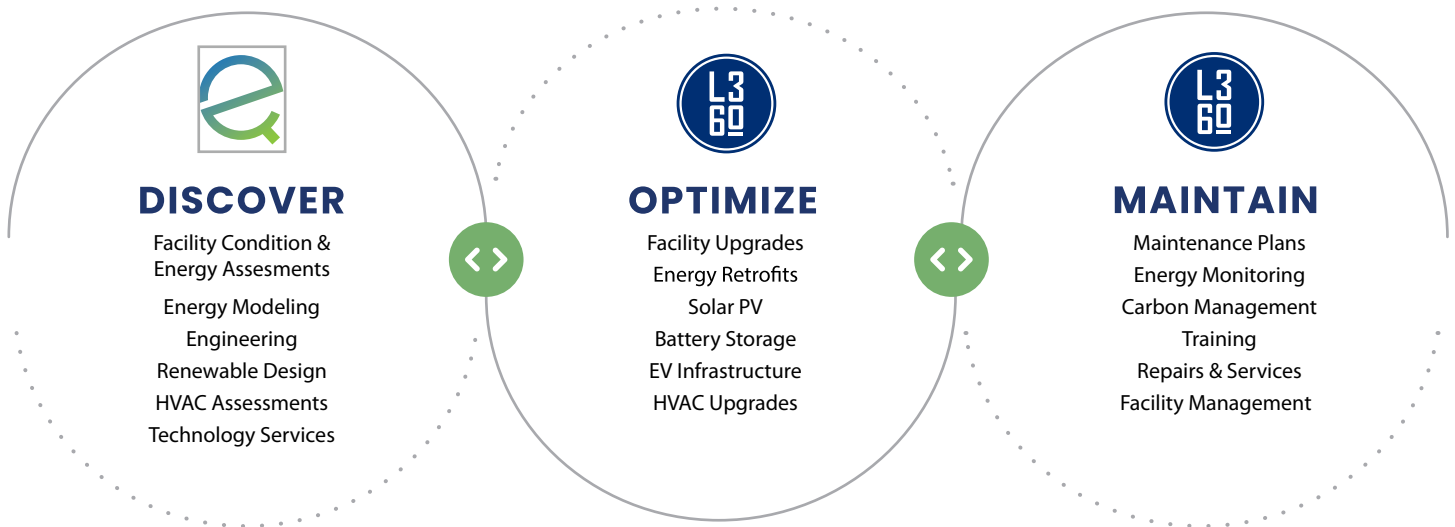 L3
60
L3
60
DISCOVER
Facility Condition &
Energy Assesments
Energy Modeling
Engineering
Renewable Design
HVAC Assessments
Technology Services
OPTIMIZE
Facility Upgrades
Energy Retrofits
Solar PV
Battery Storage
EV Infrastructure
HVAC Upgrades
MAINTAIN
Maintenance Plans
Energy Monitoring
Carbon Management
Training
Repairs & Services
Facility Management